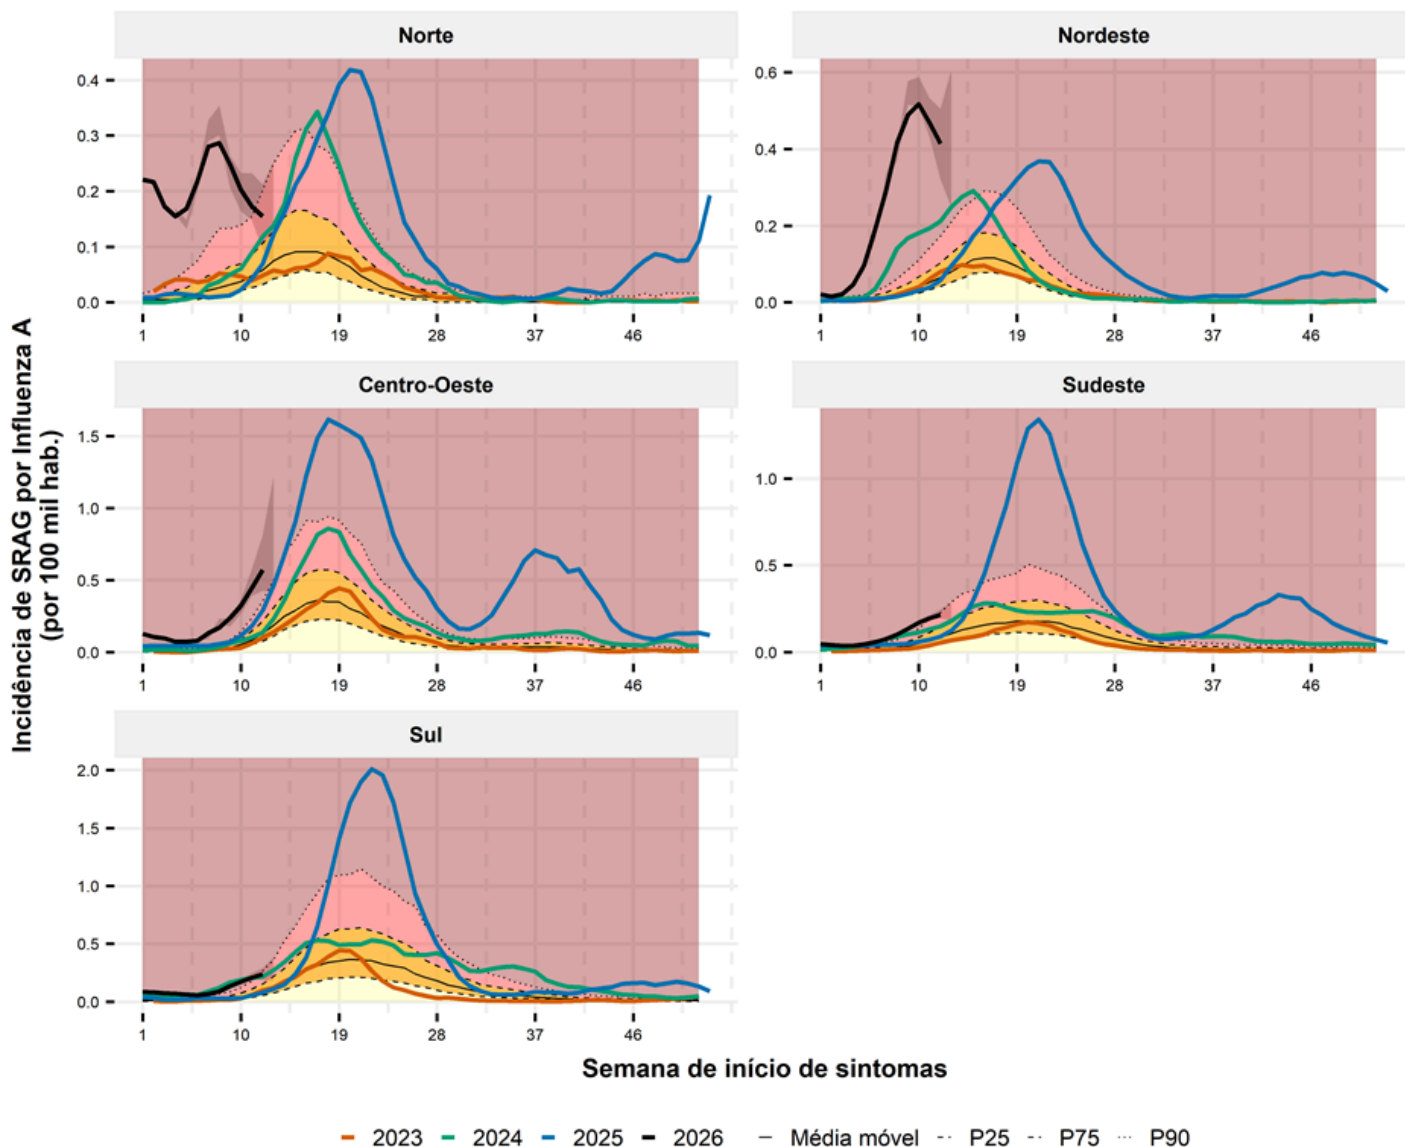 Norte
Nordeste
0.4
0.3
0.2
0.1
0.0
1 10 19 28 37 46
0.6
0.4
0.2
0.0
1 10 19 28 37 46
Centro-Oeste
Sudeste
1.5
1.0
0.5
0.0
1 10 19 28 37 46
1.0
0.5
0.0
1 10 19 28 37 46
Sul
2.0
1.5
1.0
0.5
0.0
1 10 19 28 37 46
Incidência de SRAG por Influenza A
(por 100 mil hab.)
Semana de início de sintomas
2023 2024 2025 2026 Média móvel P25 P75 P90